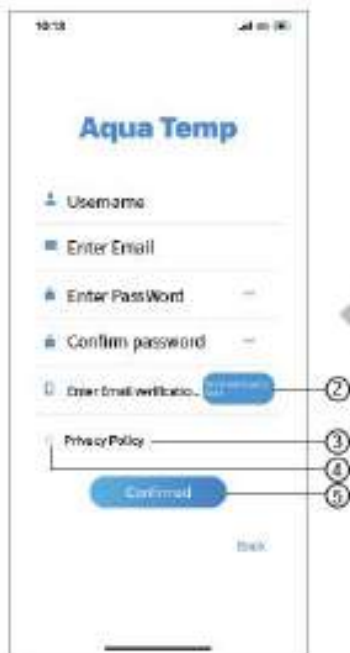 10:13
Aqua Temp
Username
Enter Email
Enter PassWord
Confirm password
Enter Email verificatio...
②
Privacy Policy
③
④
Confirmed
⑤
Back